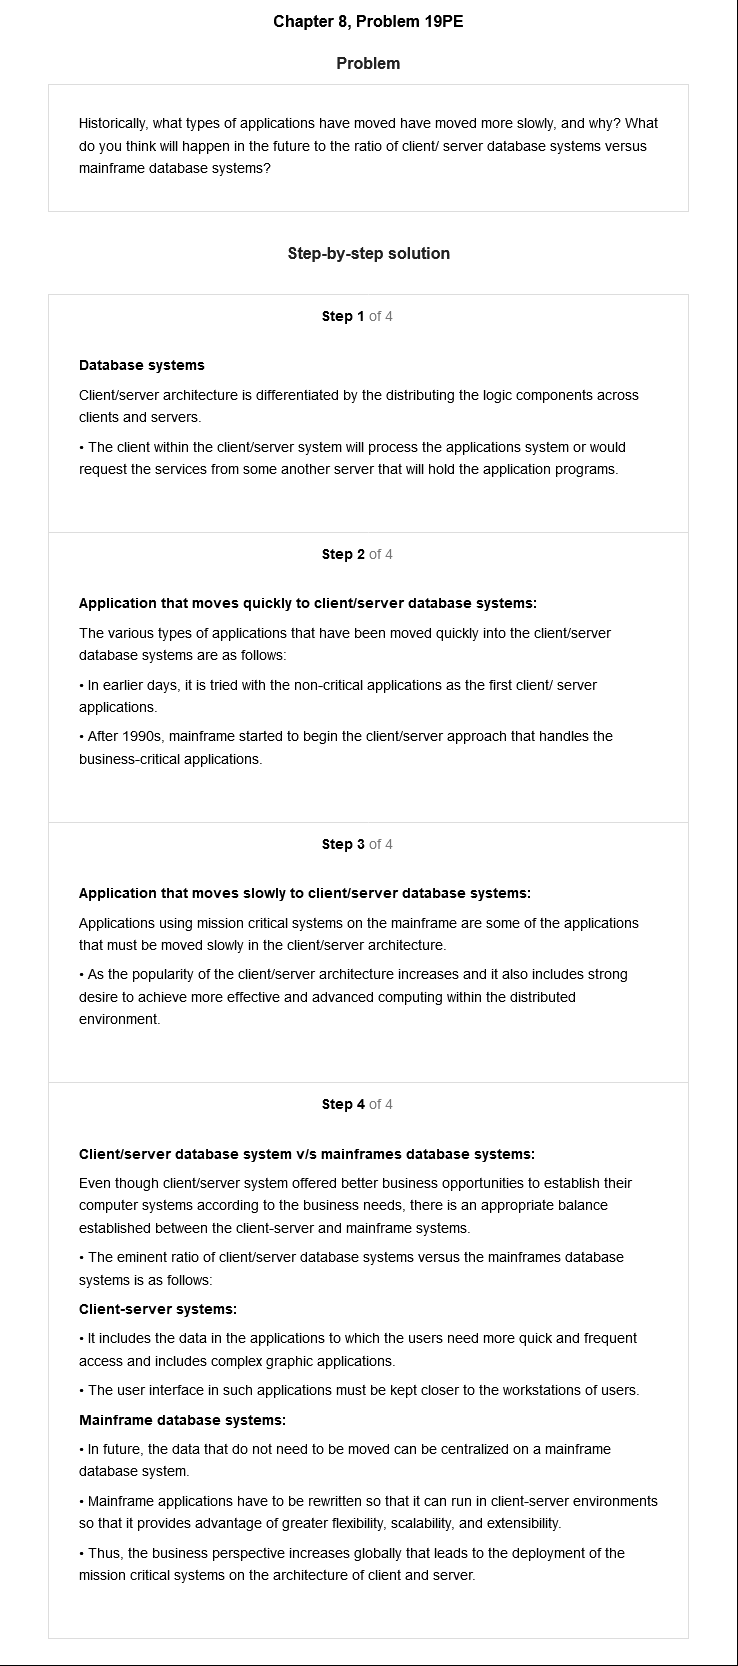 Chapter 8, Problem 19PE
Problem
Historically, what types of applications have moved have moved more slowly, and why? What
do you think will happen in the future to the ratio of client/ server database systems versus
mainframe database systems?
Step-by-step solution
Step 1 of 4
Database systems
Client/server architecture is differentiated by the distributing the logic components across
clients and servers.
• The client within the client/server system will process the applications system or would
request the services from some another server that will hold the application programs.
Step 2 of 4
Application that moves quickly to client/server database systems:
The various types of applications that have been moved quickly into the client/server
database systems are as follows:
• In earlier days, it is tried with the non-critical applications as the first client/ server
applications.
• After 1990s, mainframe started to begin the client/server approach that handles the
business-critical applications.
Step 3 of 4
Application that moves slowly to client/server database systems:
Applications using mission critical systems on the mainframe are some of the applications
that must be moved slowly in the client/server architecture.
• As the popularity of the client/server architecture increases and it also includes strong
desire to achieve more effective and advanced computing within the distributed
environment.
Step 4 of 4
Client/server database system v/s mainframes database systems:
Even though client/server system offered better business opportunities to establish their
computer systems according to the business needs, there is an appropriate balance
established between the client-server and mainframe systems.
• The eminent ratio of client/server database systems versus the mainframes database
systems is as follows:
Client-server systems:
• It includes the data in the applications to which the users need more quick and frequent
access and includes complex graphic applications.
• The user interface in such applications must be kept closer to the workstations of users.
Mainframe database systems:
• In future, the data that do not need to be moved can be centralized on a mainframe
database system.
• Mainframe applications have to be rewritten so that it can run in client-server environments
so that it provides advantage of greater flexibility, scalability, and extensibility.
• Thus, the business perspective increases globally that leads to the deployment of the
mission critical systems on the architecture of client and server.